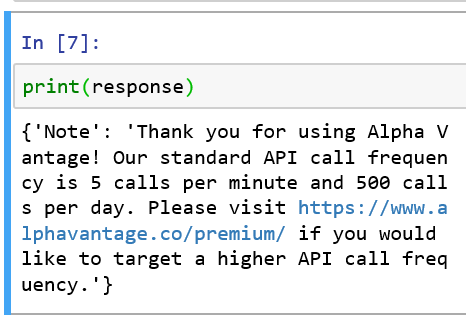 In [7]:
print(response)
{'Note': 'Thank you for using Alpha V
antage! Our standard API call frequen
cy is 5 calls per minute and 500 call
s per day. Please visit https://www.a
lphavantage.co/premium/ if you would
like to target a higher API call freq
uency.'}